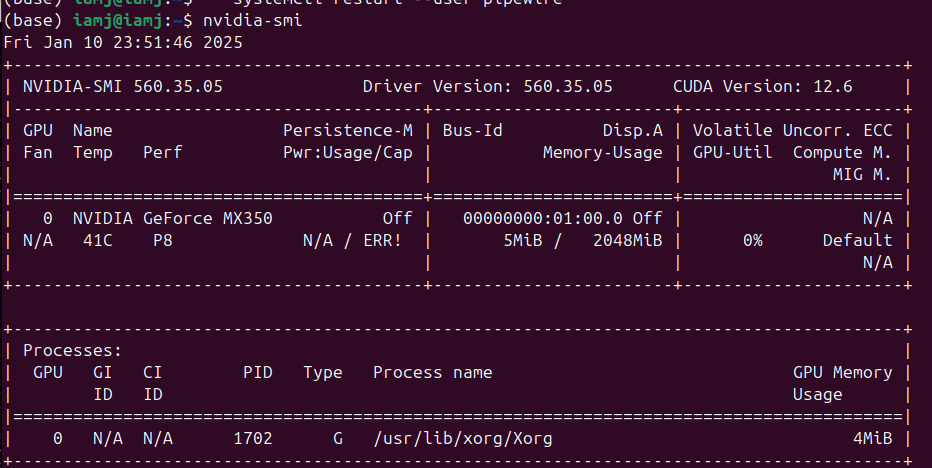 (base) iamj@iamj:~$ systemctl restart --user pipewire
(base) iamj@iamj:~$ nvidia-smi
Fri Jan 10 23:51:46 2025
+-----------------------------------------------------------------------------------------+
| NVIDIA-SMI 560.35.05              Driver Version: 560.35.05      CUDA Version: 12.6     |
|-----------------------------------------+------------------------+----------------------+
| GPU  Name                 Persistence-M | Bus-Id          Disp.A | Volatile Uncorr. ECC |
| Fan  Temp   Perf          Pwr:Usage/Cap |           Memory-Usage | GPU-Util  Compute M. |
|                                         |                        |               MIG M. |
|=========================================+========================+======================|
|   0  NVIDIA GeForce MX350           Off |   00000000:01:00.0 Off |                  N/A |
| N/A   41C    P8             N/A / ERR!  |       5MiB /   2048MiB |      0%      Default |
|                                         |                        |                  N/A |
+-----------------------------------------+------------------------+----------------------+

+-----------------------------------------------------------------------------------------+
| Processes:                                                                              |
|  GPU   GI   CI        PID   Type   Process name                              GPU Memory |
|        ID   ID                                                               Usage      |
|=========================================================================================|
|    0   N/A  N/A      1702      G   /usr/lib/xorg/Xorg                              4MiB |
+-----------------------------------------------------------------------------------------+